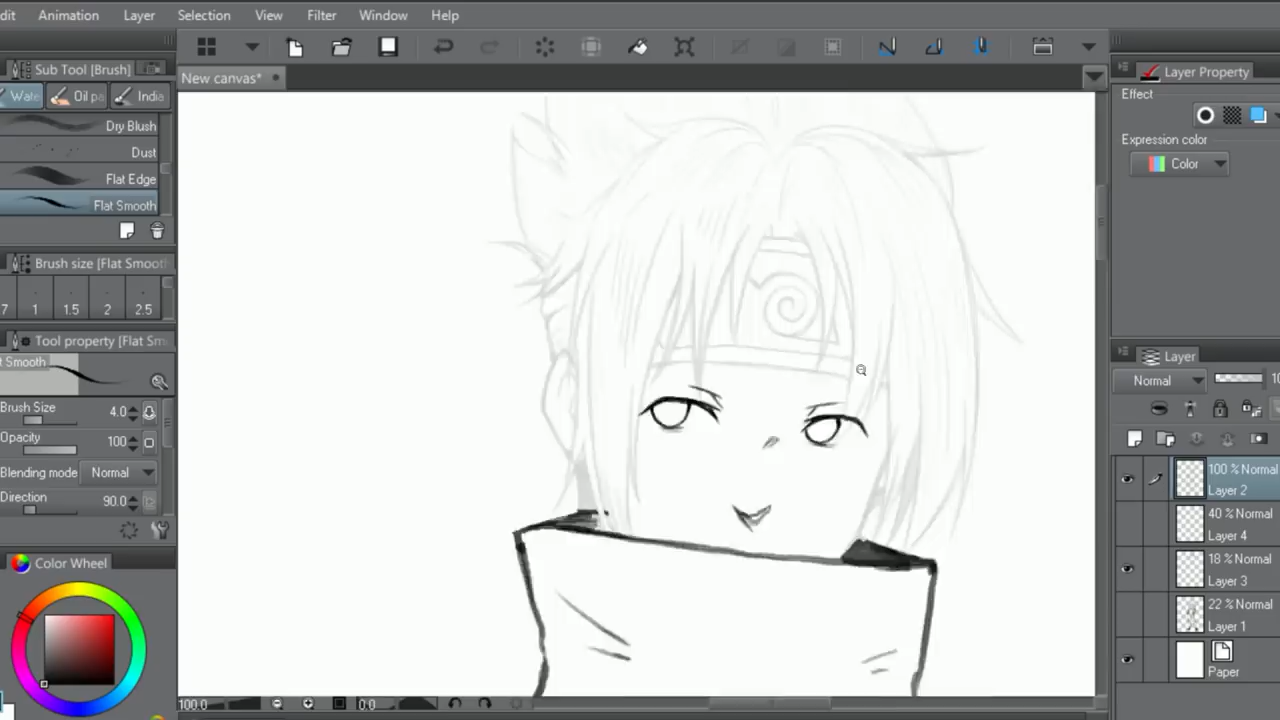 dit Animation Layer Selection View Filter Window Help
Sub Tool [Brush]
Wate Oil pa India
New canvas*
Layer Property
Effect
Dry Blush
Dust
Expression color
Color
Flat Edge
Flat Smooth
Brush size [Flat Smooth
7 1 1.5 2 2.5
Tool property [Flat Sm
t Smooth
Layer
Normal 10
Brush Size 4.0
Opacity 100
Blending mode Normal
Direction 90.0
100 % Normal
Layer 2
40 % Normal
Layer 4
18 % Normal
Layer 3
22 % Normal
Layer 1
Paper
Color Wheel
100.0 0.0